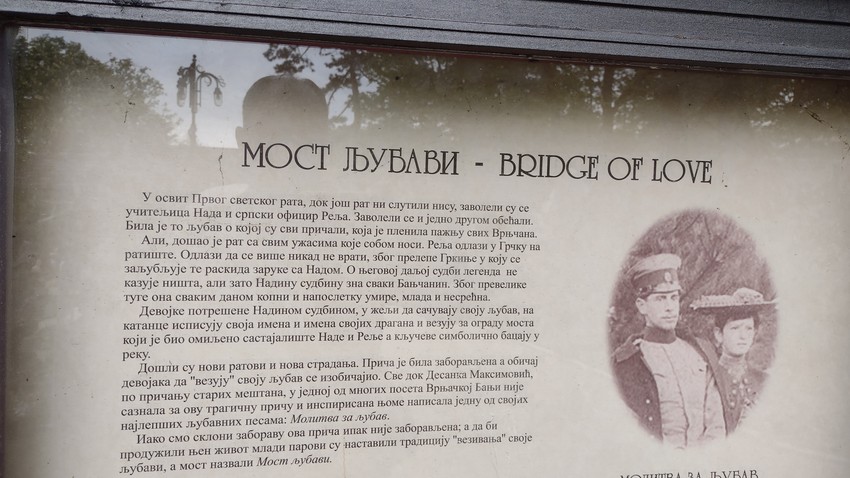 МОСТ ЉУБАВИ - BRIDGE OF LOVE
У освит Првог светског рата, док још рат ни слутили нису, заволели су се
учитељица Нада и српски официр Реља. Заволели се и једно другом обећали.
Била је то љубав о којој су сви причали, која је пленила пажњу свих Врњчана.
Али, дошао је рат са свим ужасима које собом носи. Реља одлази у Грчку на
ратиште. Одлази да се више никад не врати, због прелепе Гркиње у коју се
заљубљује те раскида заруке са Надом. О његовој даљој судби легенда не
казује ништа, али зато Надину судбину зна сваки Бањчанин. Због превелике
туге она сваким даном копни и напослетку умире, млада и несрећна.
Девојке потрешене Надином судбином, у жељи да сачувају своју љубав, на
катанце исписују своја имена и имена својих драгана и везују за ограду моста
који је био омиљено састајалиште Наде и Реље а кључеве симболично бацају у
реку.
Дошли су нови ратови и нова страдања. Прича је била заборављена а обичај
девојака да "везују" своју љубав се изобичајио. Све док Десанка Максимовић,
по причању старих мештана, у једној од многих посета Врњачкој Бањи није
сазнала за ову трагичну причу и инспирисана њоме написала једну од својих
најлепших љубавних песама: Молитва за љубав.
Иако смо склони забораву ова прича ипак није заборављена; а да би
продужили њен живот млади парови су наставили традицију "везивања" своје
љубави, а мост назвали Мост љубави.
МОЛИТВА ЗА ЉУБАВ